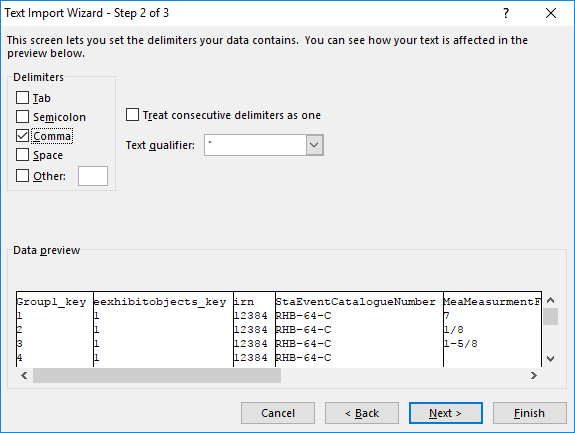 Text Import Wizard - Step 2 of 3
This screen lets you set the delimiters your data contains. You can see how your text is affected in the
preview below.
Delimiters
Tab
Semicolon
Comma
Space
Other:
Treat consecutive delimiters as one
Text qualifier: "
Data preview
Group1_key eexhibitobjects_key irn StaEventCatalogueNumber MeaMeasurmentF
1 1 12384 RHB-64-C 7
2 1 12384 RHB-64-C 1/8
3 1 12384 RHB-64-C 1-5/8
4 1 12384 RHB-64-C
Cancel < Back Next > Finish